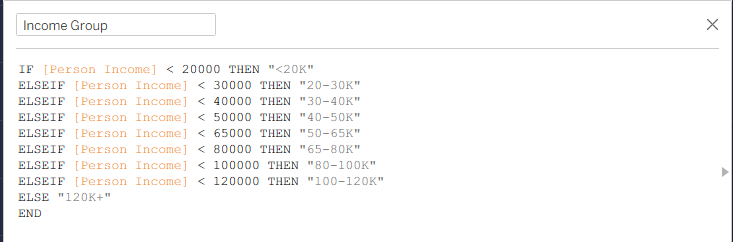 Income Group
IF [Person Income] < 20000 THEN "<20K"
ELSEIF [Person Income] < 30000 THEN "20-30K"
ELSEIF [Person Income] < 40000 THEN "30-40K"
ELSEIF [Person Income] < 50000 THEN "40-50K"
ELSEIF [Person Income] < 65000 THEN "50-65K"
ELSEIF [Person Income] < 80000 THEN "65-80K"
ELSEIF [Person Income] < 100000 THEN "80-100K"
ELSEIF [Person Income] < 120000 THEN "100-120K"
ELSE "120K+"
END